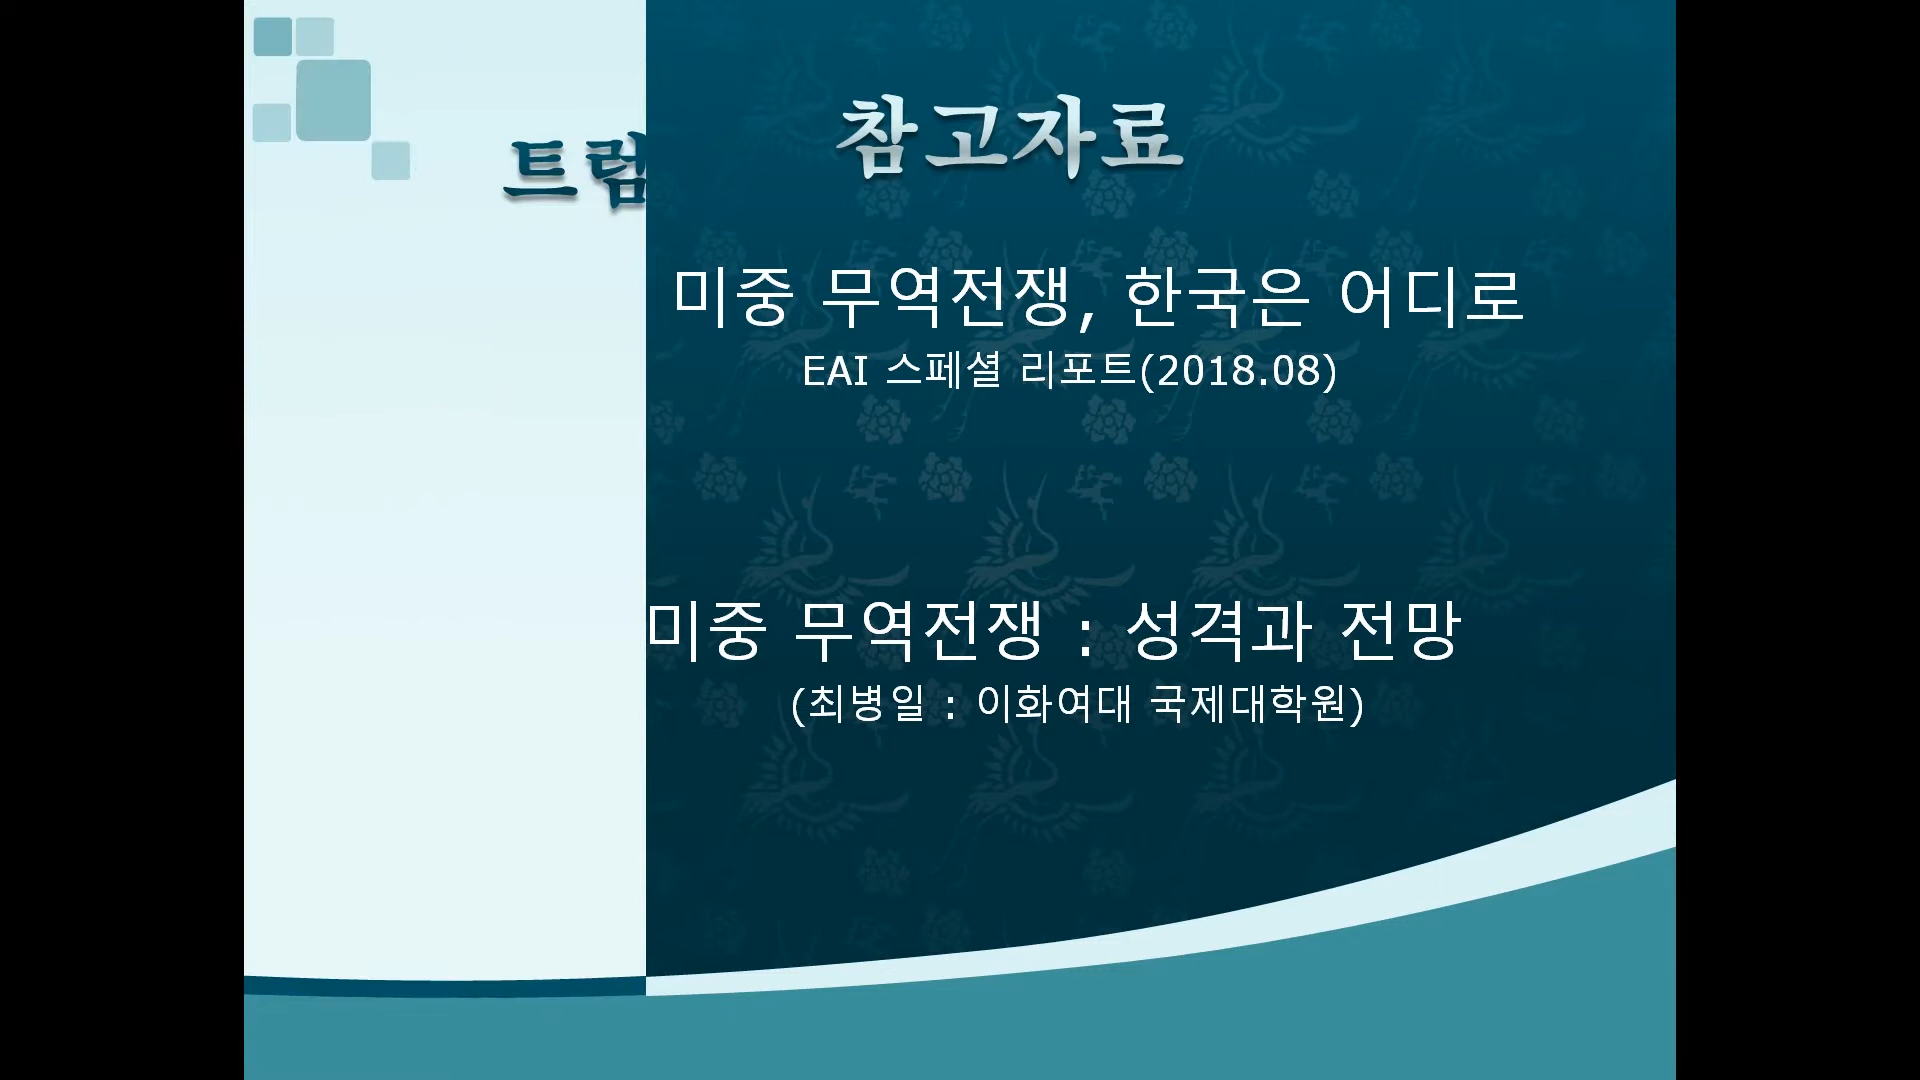 참고자료
미중 무역전쟁, 한국은 어디로
EAI 스페셜 리포트(2018.08)
미중 무역전쟁 : 성격과 전망
(최병일 : 이화여대 국제대학원)